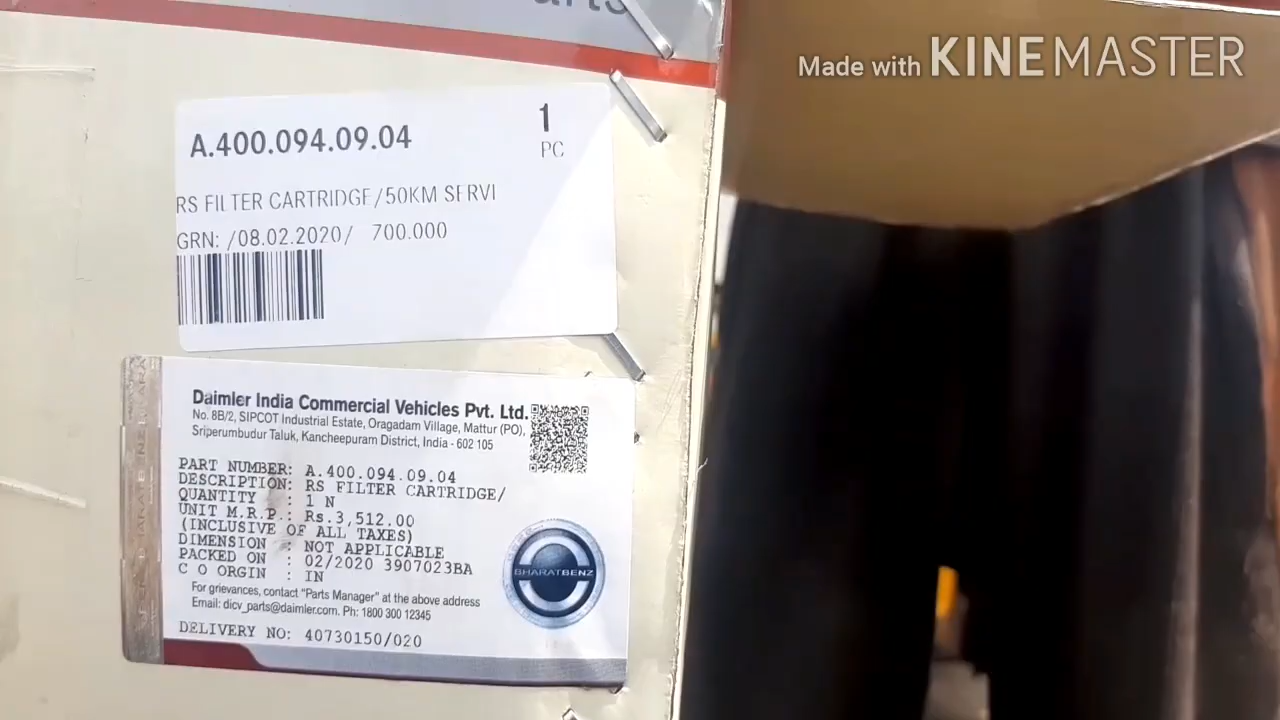 arts
Made with KINEMASTER
A.400.094.09.04
1
PC
RS FILTER CARTRIDGE/50KM SERVI
GRN: /08.02.2020/ 700.000
Daimler India Commercial Vehicles Pvt. Ltd.
No. 8B/2, SIPCOT Industrial Estate, Oragadam Village, Mattur (PO),
Sriperumbudur Taluk, Kancheepuram District, India - 602 105
PART NUMBER: A.400.094.09.04
DESCRIPTION: RS FILTER CARTRIDGE/
QUANTITY : 1 N
UNIT M.R.P.: Rs.3,512.00
(INCLUSIVE OF ALL TAXES)
DIMENSION : NOT APPLICABLE
PACKED ON : 02/2020 3907023BA
C O ORGIN : IN
BHARATBENZ
For grievances, contact "Parts Manager" at the above address
Email: dicv_parts@daimler.com. Ph: 1800 300 12345
DELIVERY NO: 40730150/020